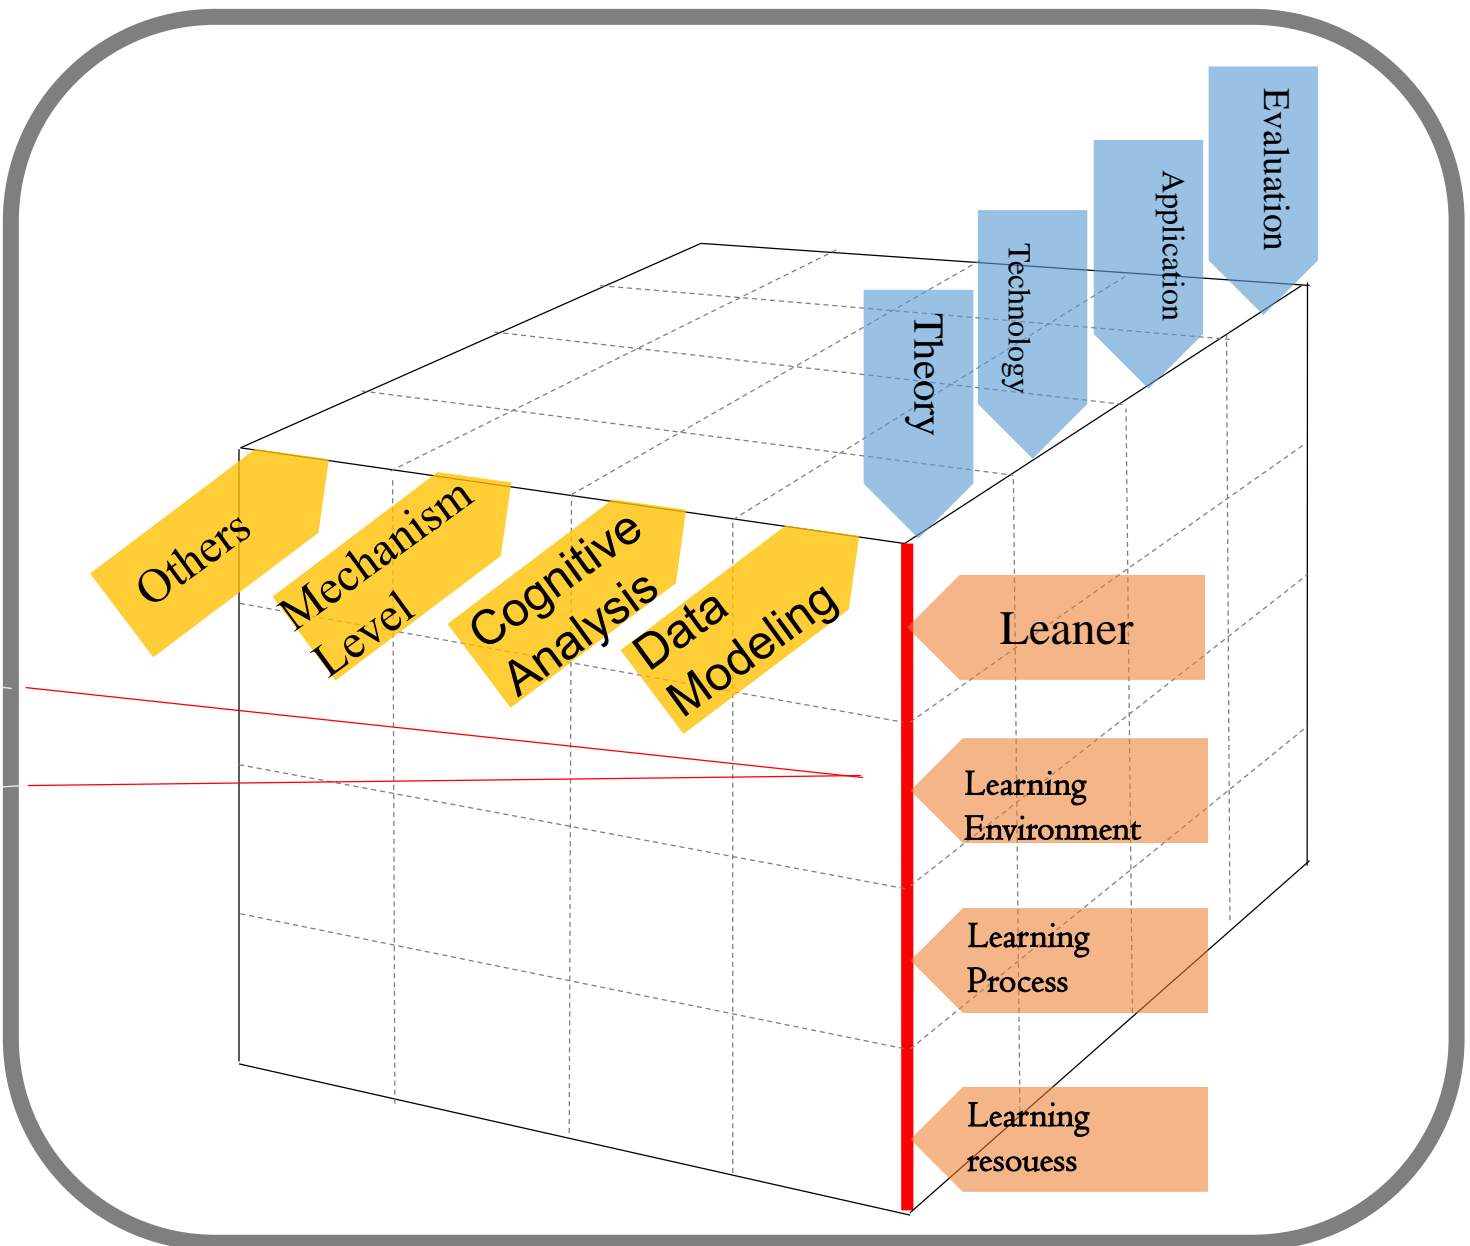 Evaluation
Application
Technology
Theory
Others
Mechanism
Level
Cognitive
Analysis
Data
Modeling
Leaner
Learning
Environment
Learning
Process
Learning
resouess